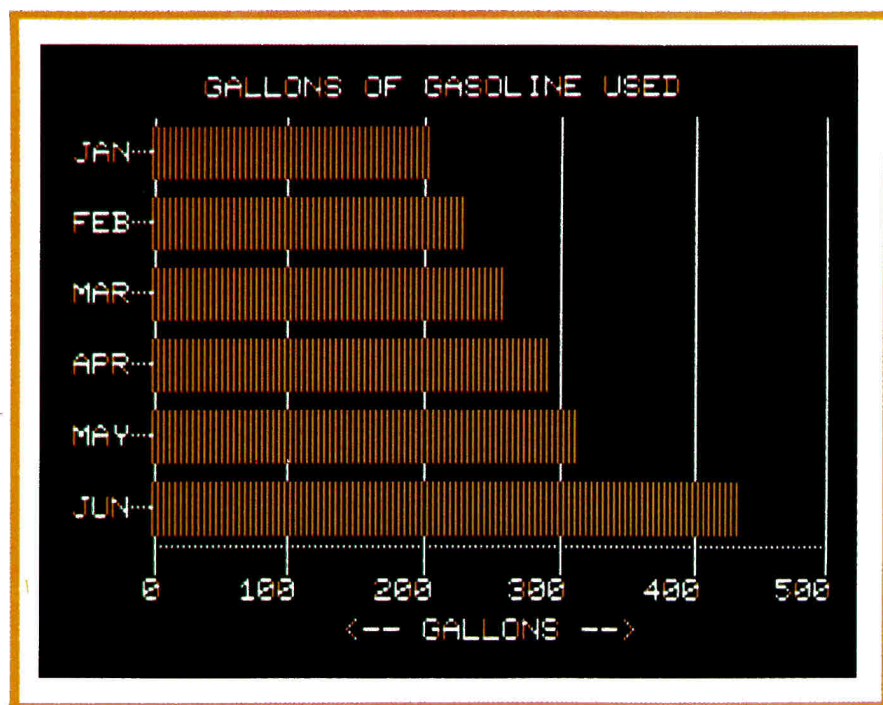 GALLONS OF GASOLINE USED
JAN
FEB
MAR
APR
MAY
JUN
0 100 200 300 400 500
<-- GALLONS -->